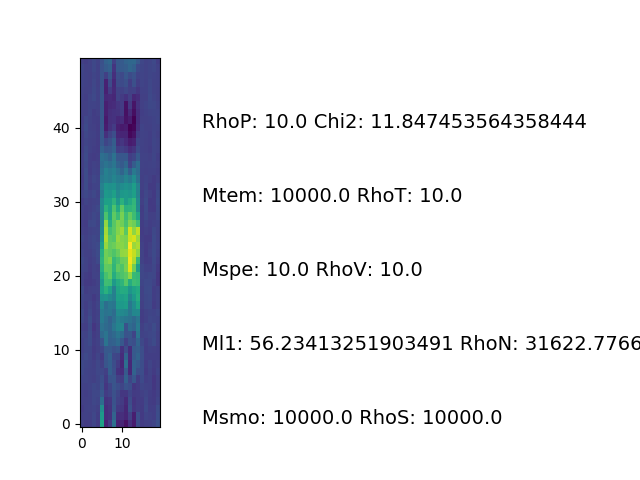 RhoP: 10.0 Chi2: 11.847453564358444
40
Mtem: 10000.0 RhoT: 10.0
30
Mspe: 10.0 RhoV: 10.0
20
Ml1: 56.23413251903491 RhoN: 31622.7766
10
Msmo: 10000.0 RhoS: 10000.0
0
0 10